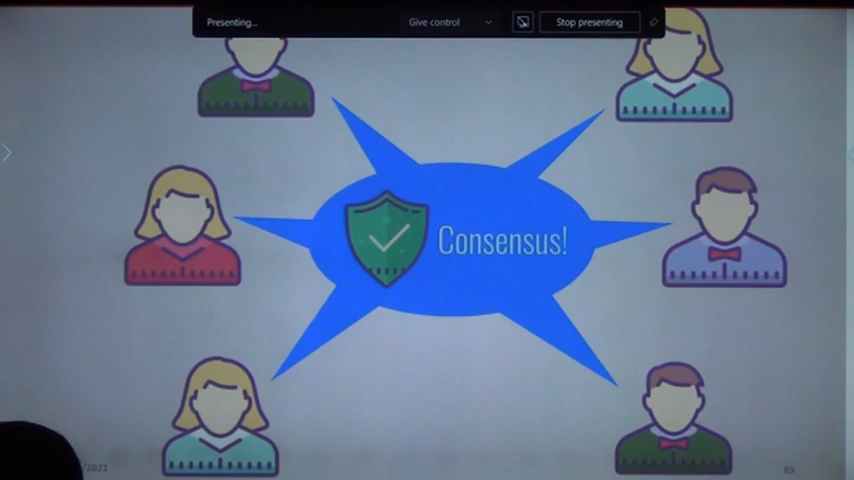 Presenting...
Give control
Stop presenting
Consensus!
/2021
89